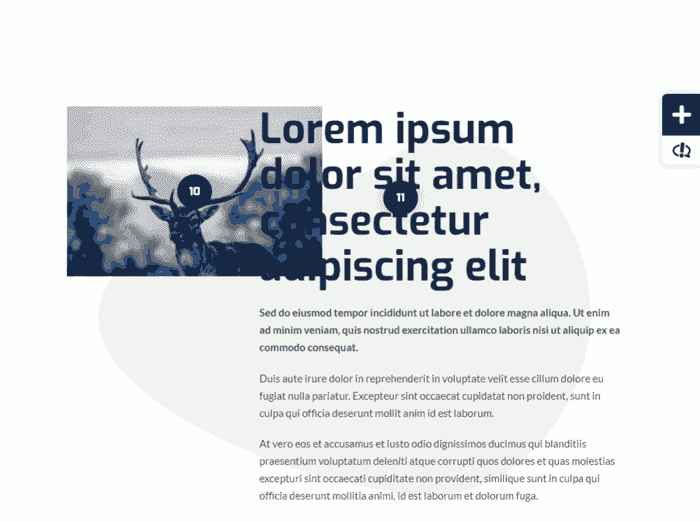 Lorem ipsum
dolor sit amet,
consectetur
adipiscing elit
10
11
Sed do eiusmod tempor incididunt ut labore et dolore magna aliqua. Ut enim
ad minim veniam, quis nostrud exercitation ullamco laboris nisi ut aliquip ex ea
commodo consequat.
Duis aute irure dolor in reprehenderit in voluptate velit esse cillum dolore eu
fugiat nulla pariatur. Excepteur sint occaecat cupidatat non proident, sunt in
culpa qui officia deserunt mollit anim id est laborum.
At vero eos et accusamus et iusto odio dignissimos ducimus qui blanditiis
praesentium voluptatum deleniti atque corrupti quos dolores et quas molestias
excepturi sint occaecati cupiditate non provident, similique sunt in culpa qui
officia deserunt mollitia animi, id est laborum et dolorum fuga.